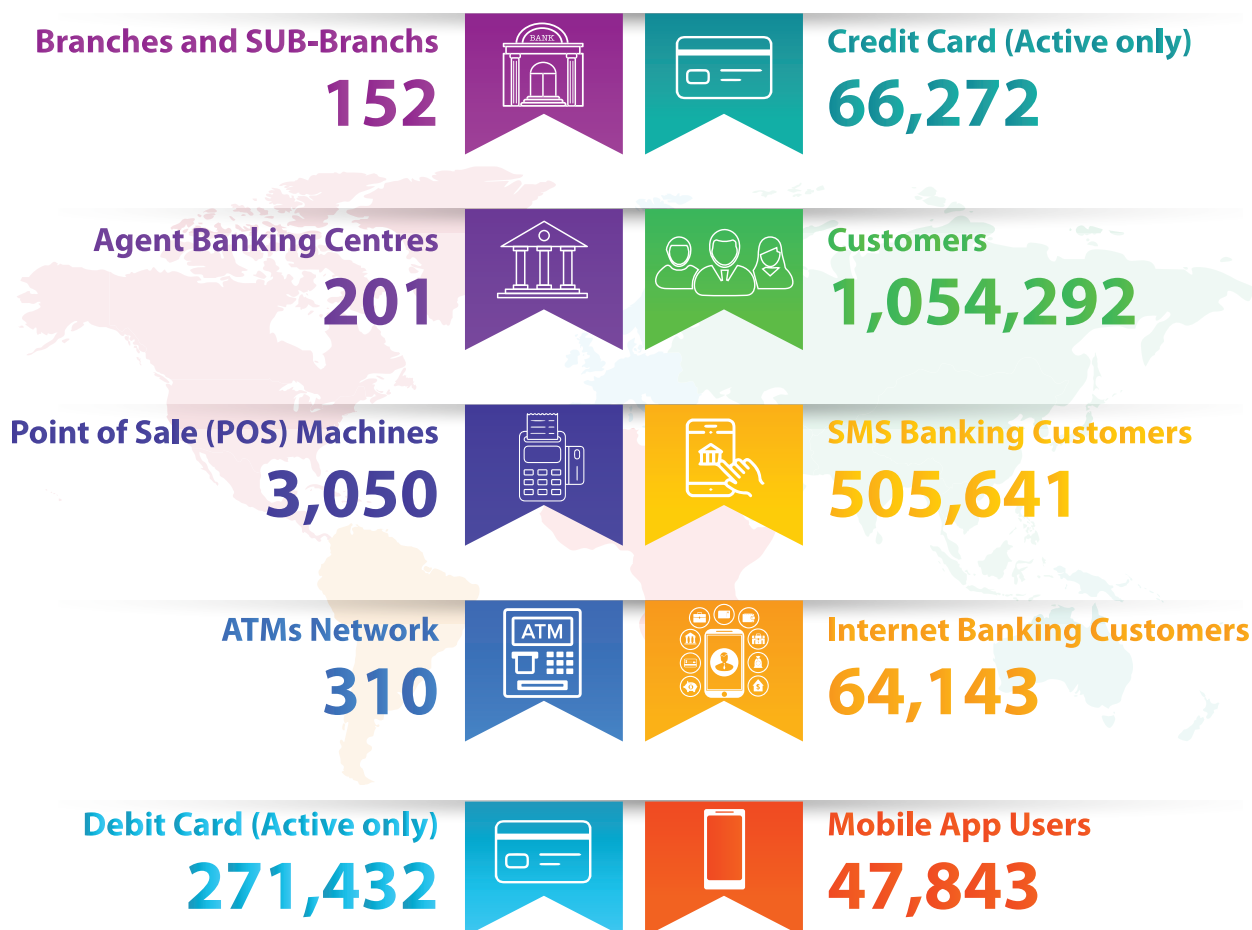 Branches and SUB-Branchs
152
BANK
Credit Card (Active only)
66,272
Agent Banking Centres
201
Customers
1,054,292
Point of Sale (POS) Machines
3,050
SMS Banking Customers
505,641
ATMs Network
310
ATM
Internet Banking Customers
64,143
Debit Card (Active only)
271,432
Mobile App Users
47,843